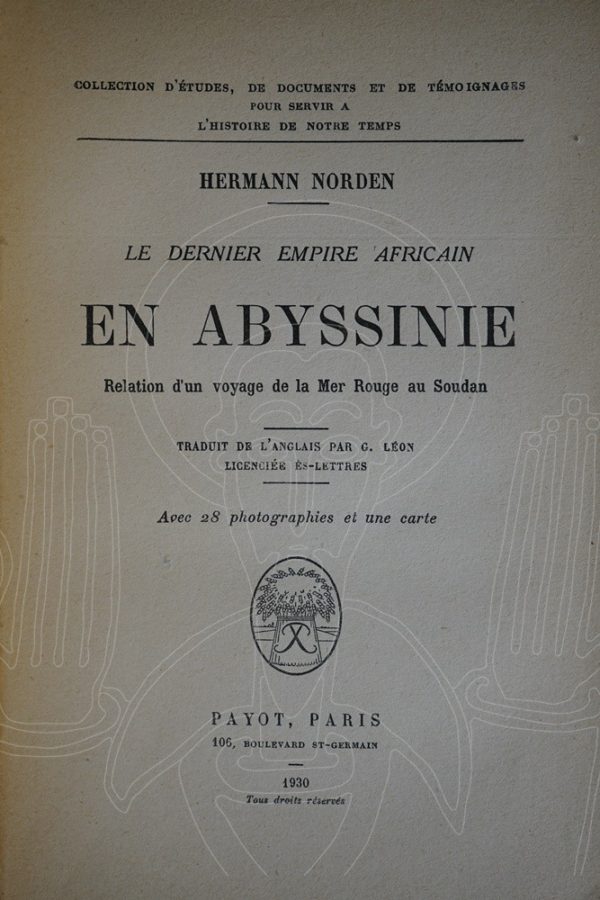 COLLECTION D'ÉTUDES, DE DOCUMENTS ET DE TÉMOIGNAGES
POUR SERVIR A
L'HISTOIRE DE NOTRE TEMPS
HERMANN NORDEN
LE DERNIER EMPIRE AFRICAIN
EN ABYSSINIE
Relation d'un voyage de la Mer Rouge au Soudan
TRADUIT DE L'ANGLAIS PAR G. LÉON
LICENCIÉE ÈS-LETTRES
Avec 28 photographies et une carte
PAYOT, PARIS
106, BOULEVARD ST-GERMAIN
1930
Tous droits réservés